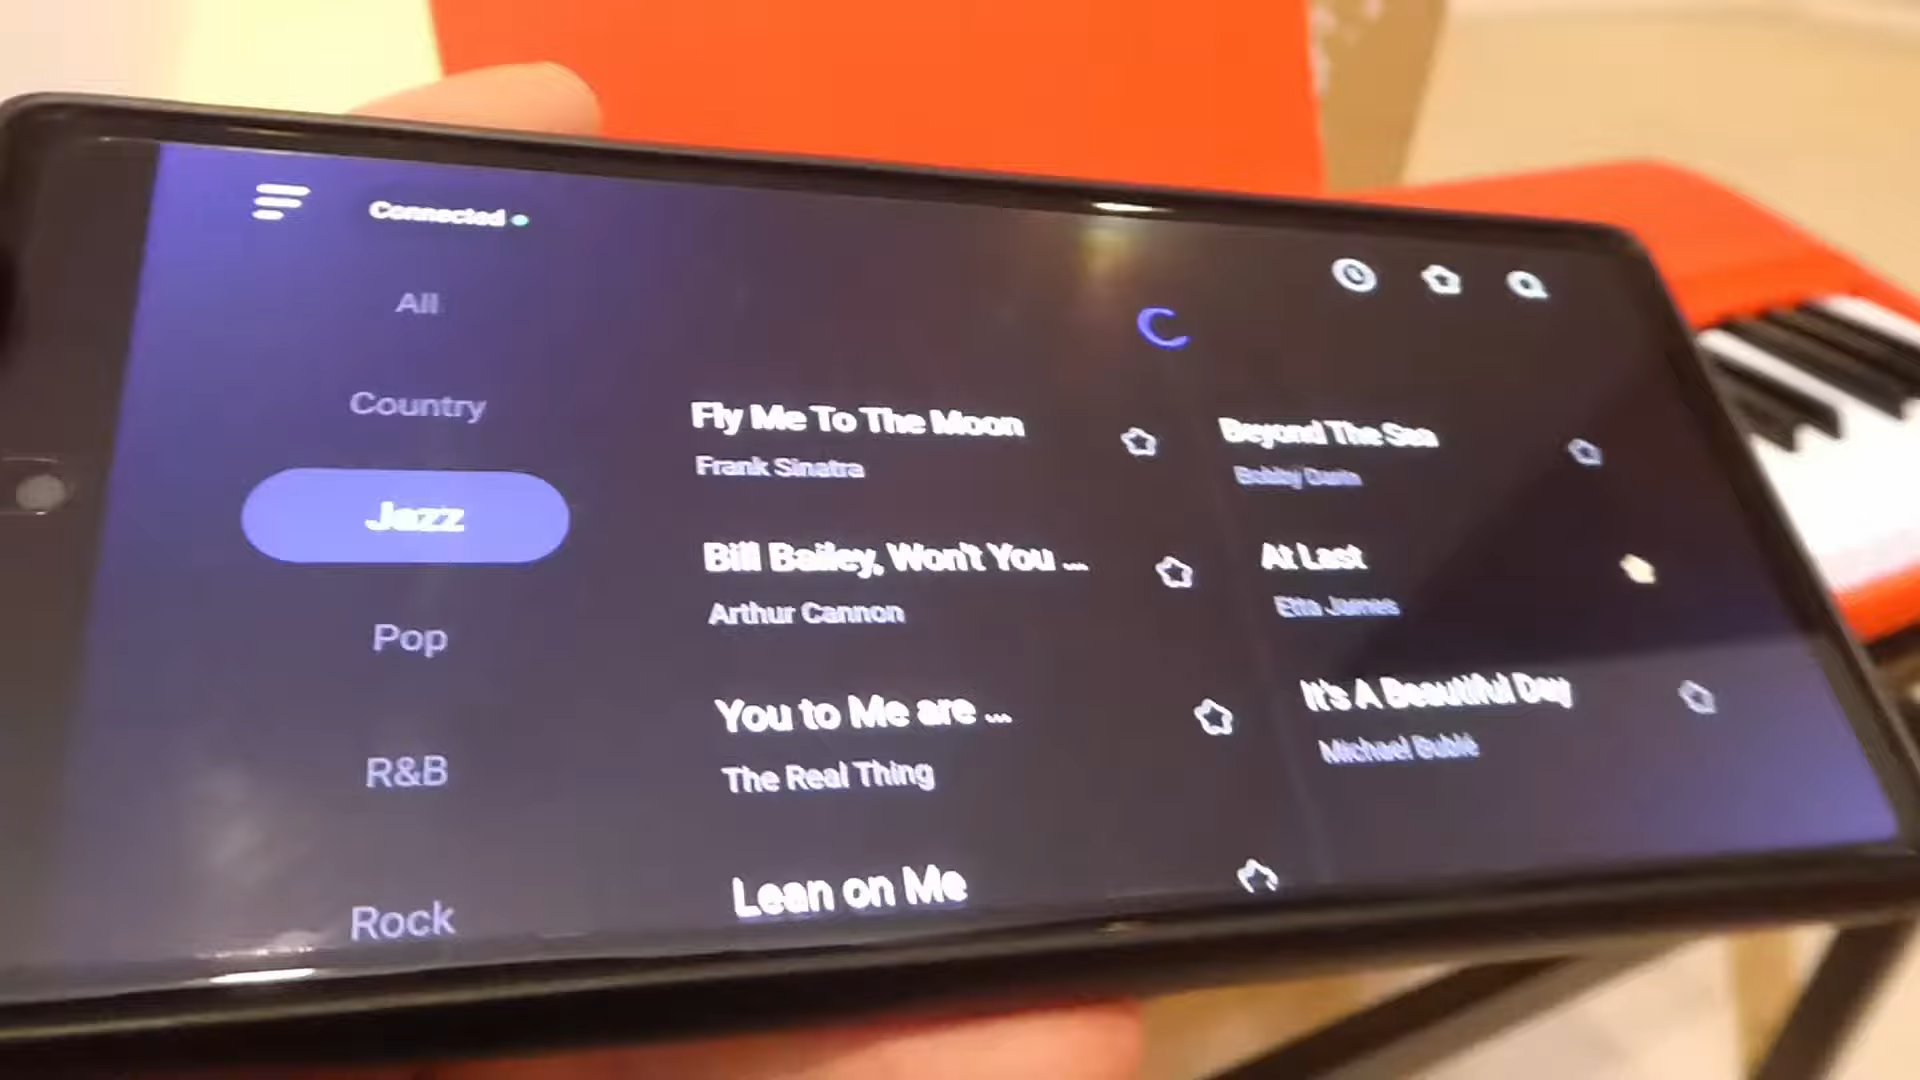 Connected
All
Country
Jazz
Pop
R&B
Rock
Fly Me To The Moon
Frank Sinatra
Beyond The Sea
Bobby Darin
Bill Bailey, Won't You ...
Arthur Cannon
At Last
Etta James
You to Me are ...
The Real Thing
It's A Beautiful Day
Michael Bublé
Lean on Me